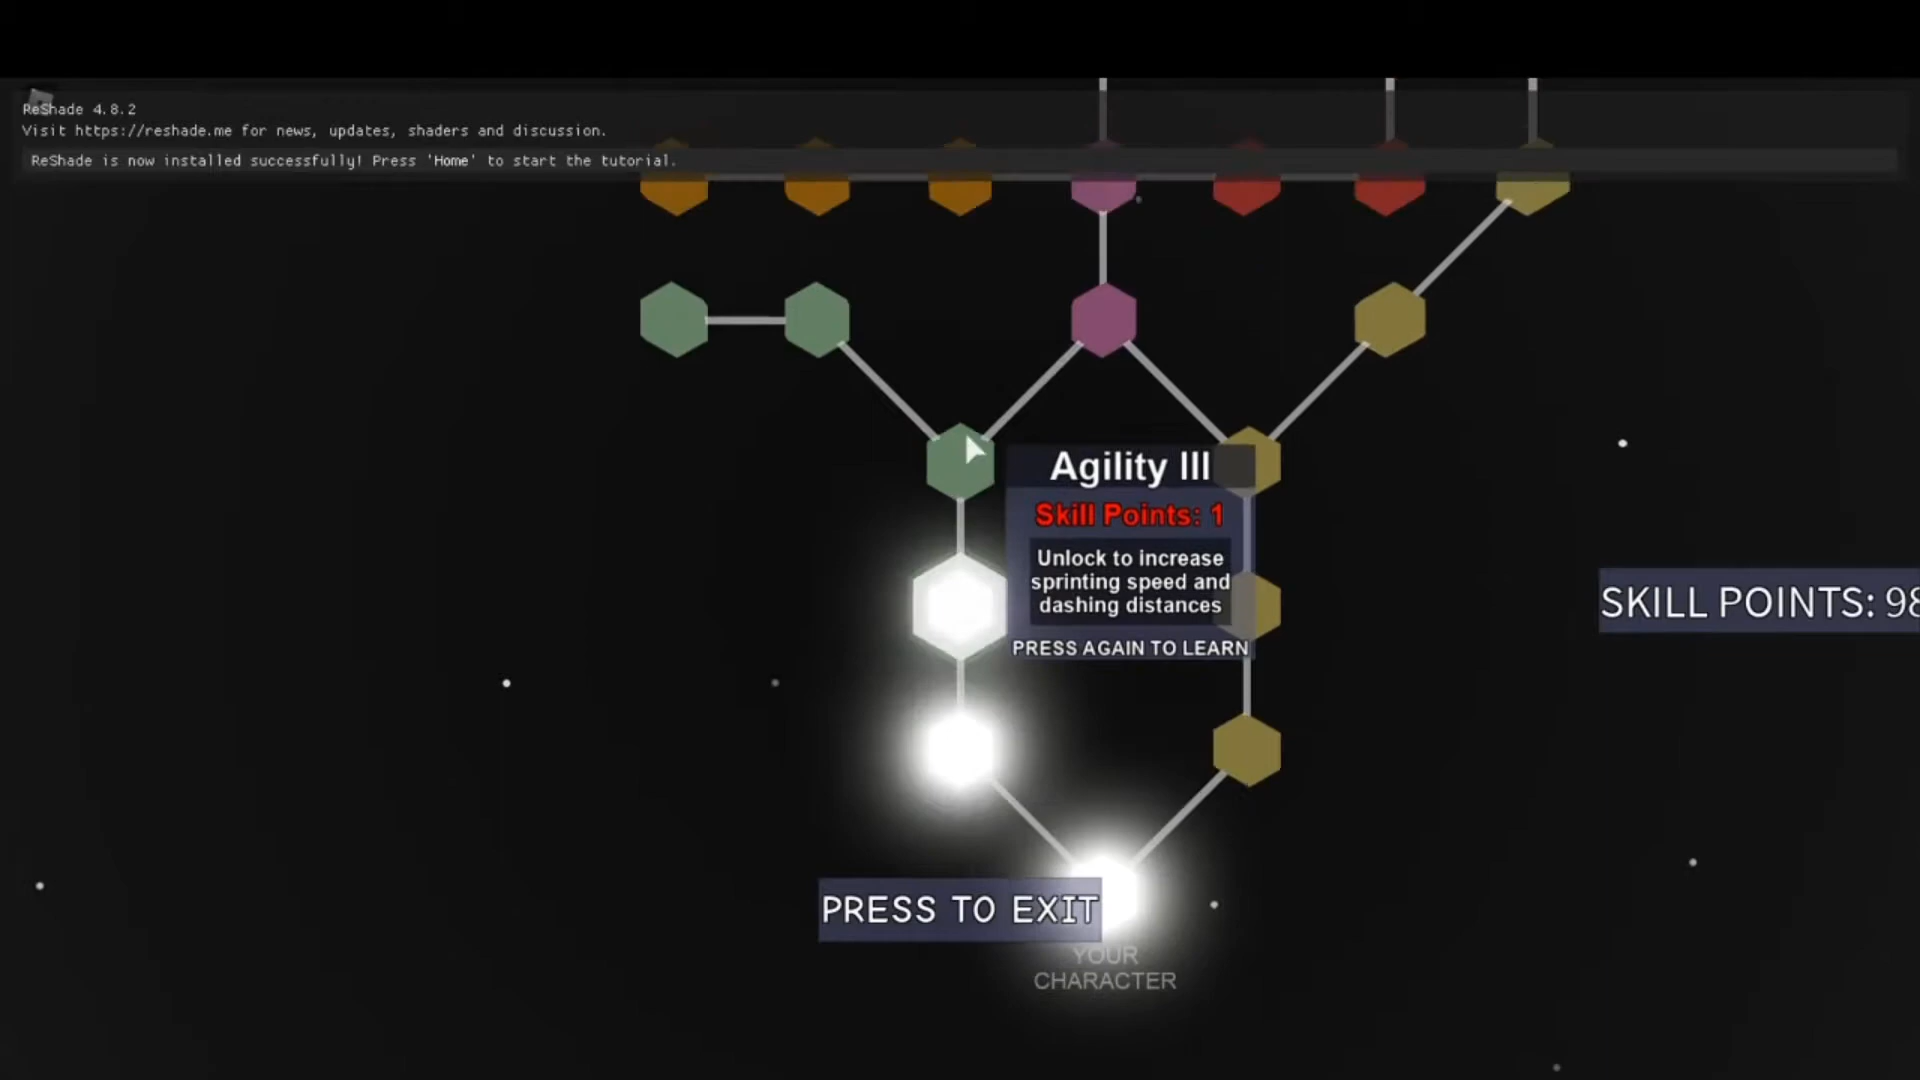 ReShade 4.8.2
Visit https://reshade.me for news, updates, shaders and discussion.
ReShade is now installed successfully! Press 'Home' to start the tutorial.
Agility III
Skill Points: 1
Unlock to increase
sprinting speed and
dashing distances
PRESS AGAIN TO LEARN
SKILL POINTS: 98
PRESS TO EXIT
YOUR
CHARACTER